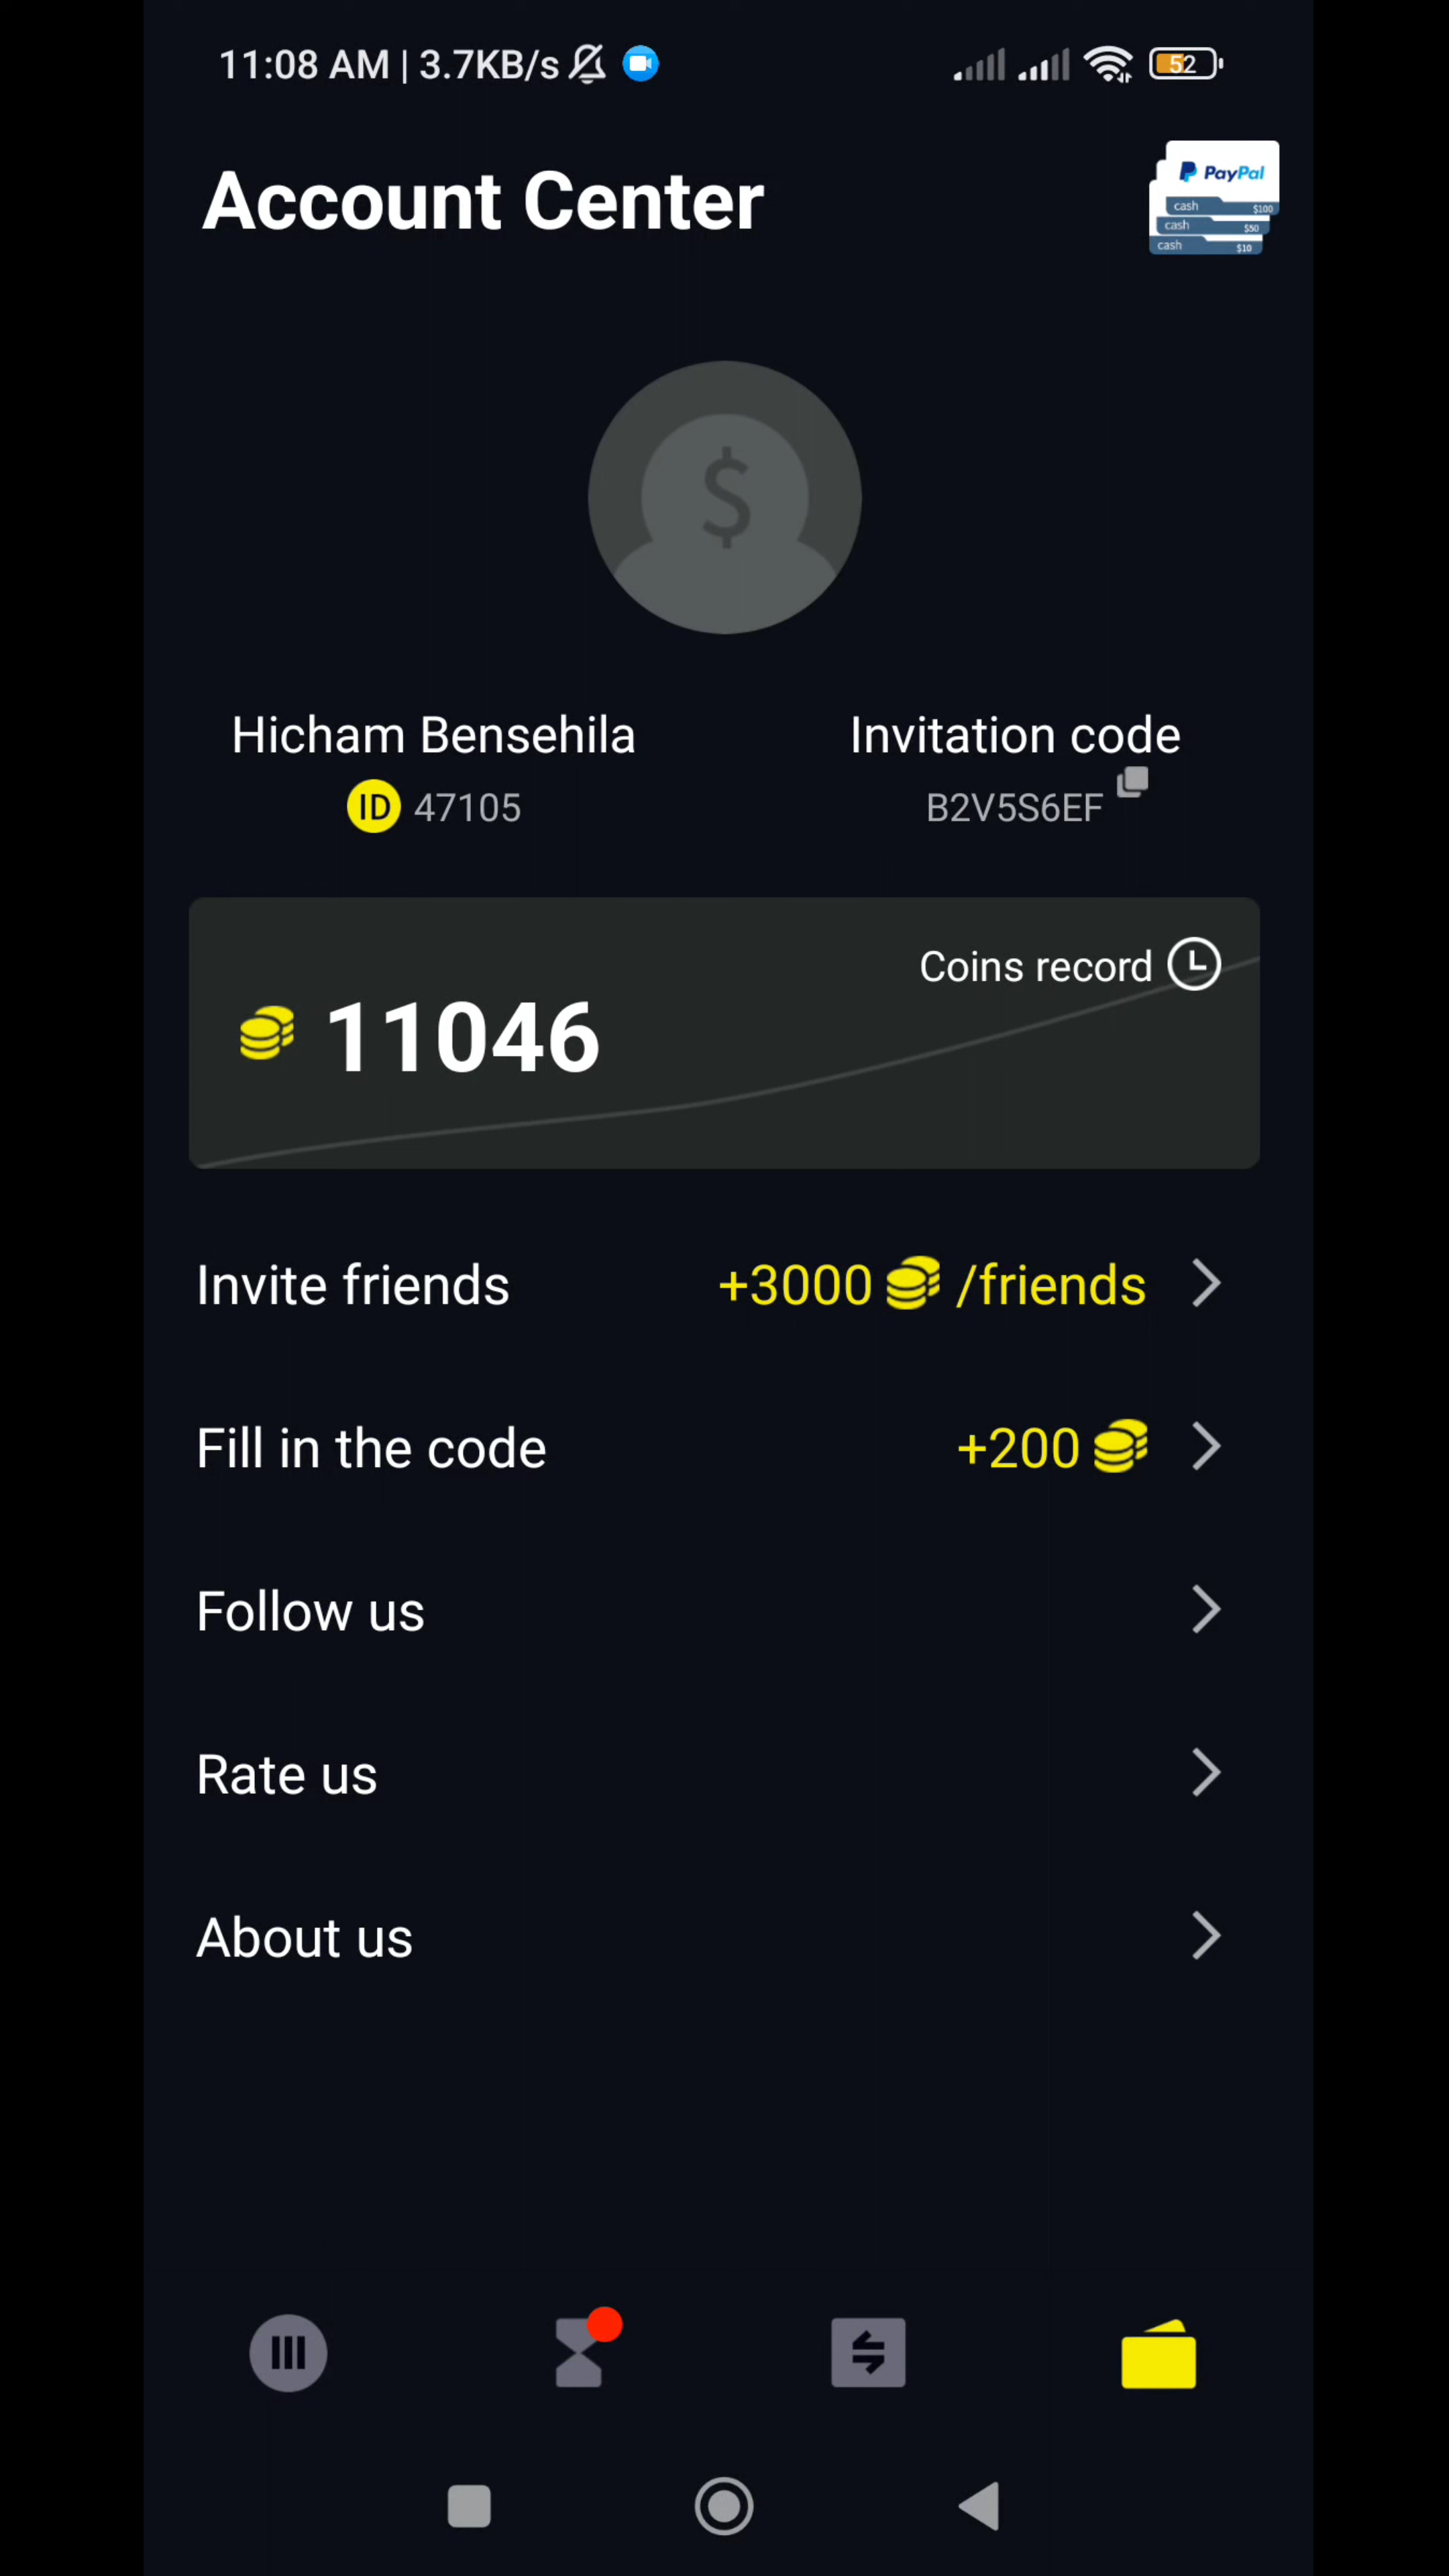 11:08 AM | 3.7KB/s 52
Account Center
PayPal
cash $100
cash $50
cash $10
$
Hicham Bensehila Invitation code
ID 47105 B2V5S6EF
Coins record
11046
Invite friends +3000 /friends
Fill in the code +200
Follow us
Rate us
About us